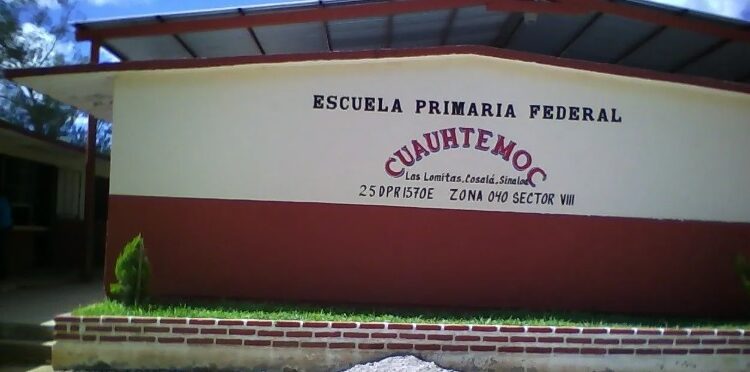 ESCUELA PRIMARIA FEDERAL
CUAUHTEMOC
Las Lomitas, Cosalá, Sinaloa
25DPR1570E ZONA 040 SECTOR VIII